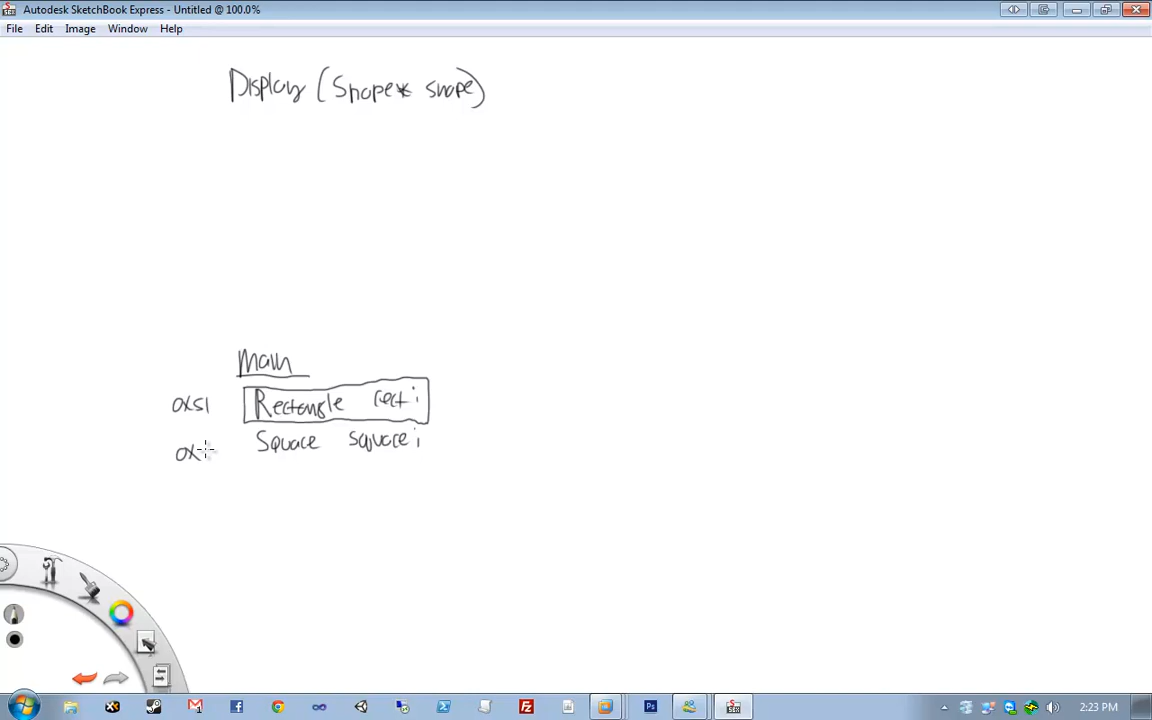 Autodesk SketchBook Express - Untitled @ 100.0%
File Edit Image Window Help
Display (Shape* shape)
Main
0x51 Rectangle rect;
0x Square square;
2:23 PM